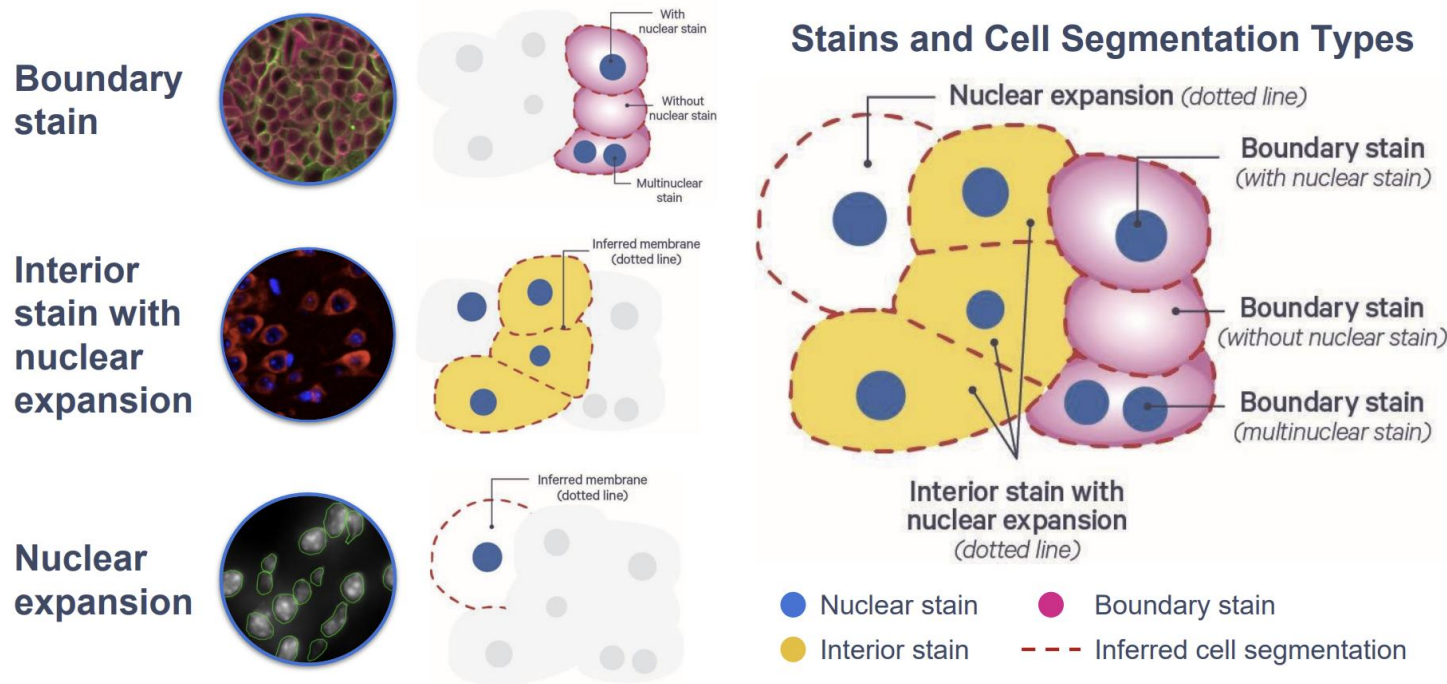 Boundary
stain
With
nuclear stain
Without
nuclear stain
Multinuclear
stain
Interior
stain with
nuclear
expansion
Inferred membrane
(dotted line)
Nuclear
expansion
Inferred membrane
(dotted line)
Stains and Cell Segmentation Types
Nuclear expansion (dotted line)
Boundary stain
(with nuclear stain)
Boundary stain
(without nuclear stain)
Boundary stain
(multinuclear stain)
Interior stain with
nuclear expansion
(dotted line)
Nuclear stain
Boundary stain
Interior stain
Inferred cell segmentation